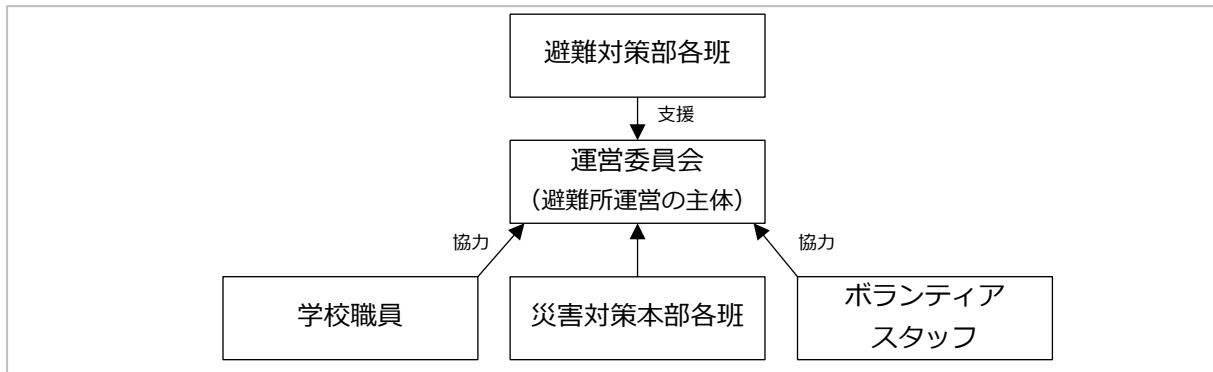 避難対策部各班
支援
運営委員会
（避難所運営の主体）
協力
協力
学校職員
災害対策本部各班
ボランティア
スタッフ